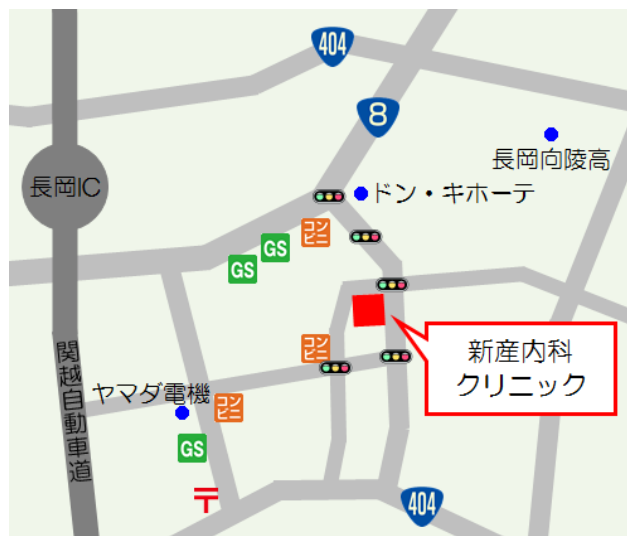 404
8
長岡向陵高
長岡IC
ドン・キホーテ
コン
ビニ
GS
GS
新産内科
クリニック
コン
ビニ
関越自動車道
ヤマダ電機
コン
ビニ
GS
〒
404